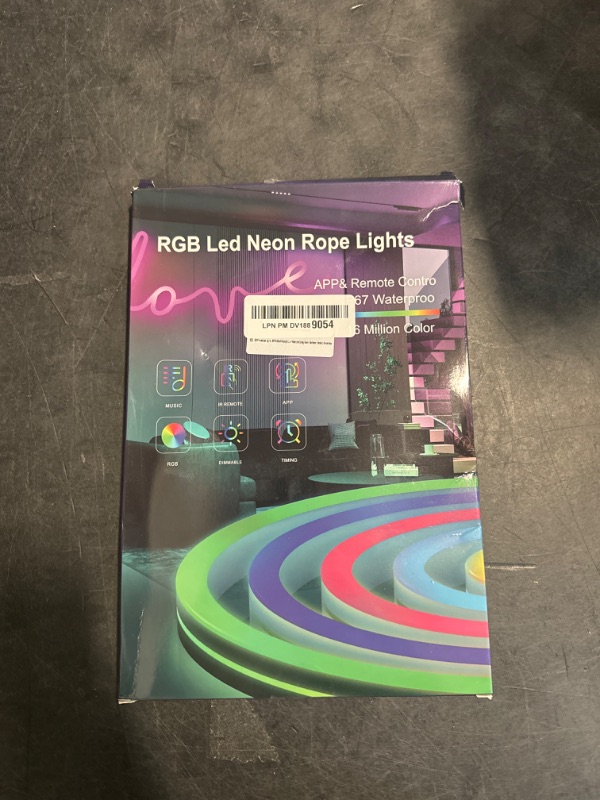 RGB Led Neon Rope Lights
love
APP& Remote Contro
67 Waterproo
6 Million Color
LPN PM DV186 9054
MUSIC
IR REMOTE
APP
RGB
DIMMABLE
TIMING